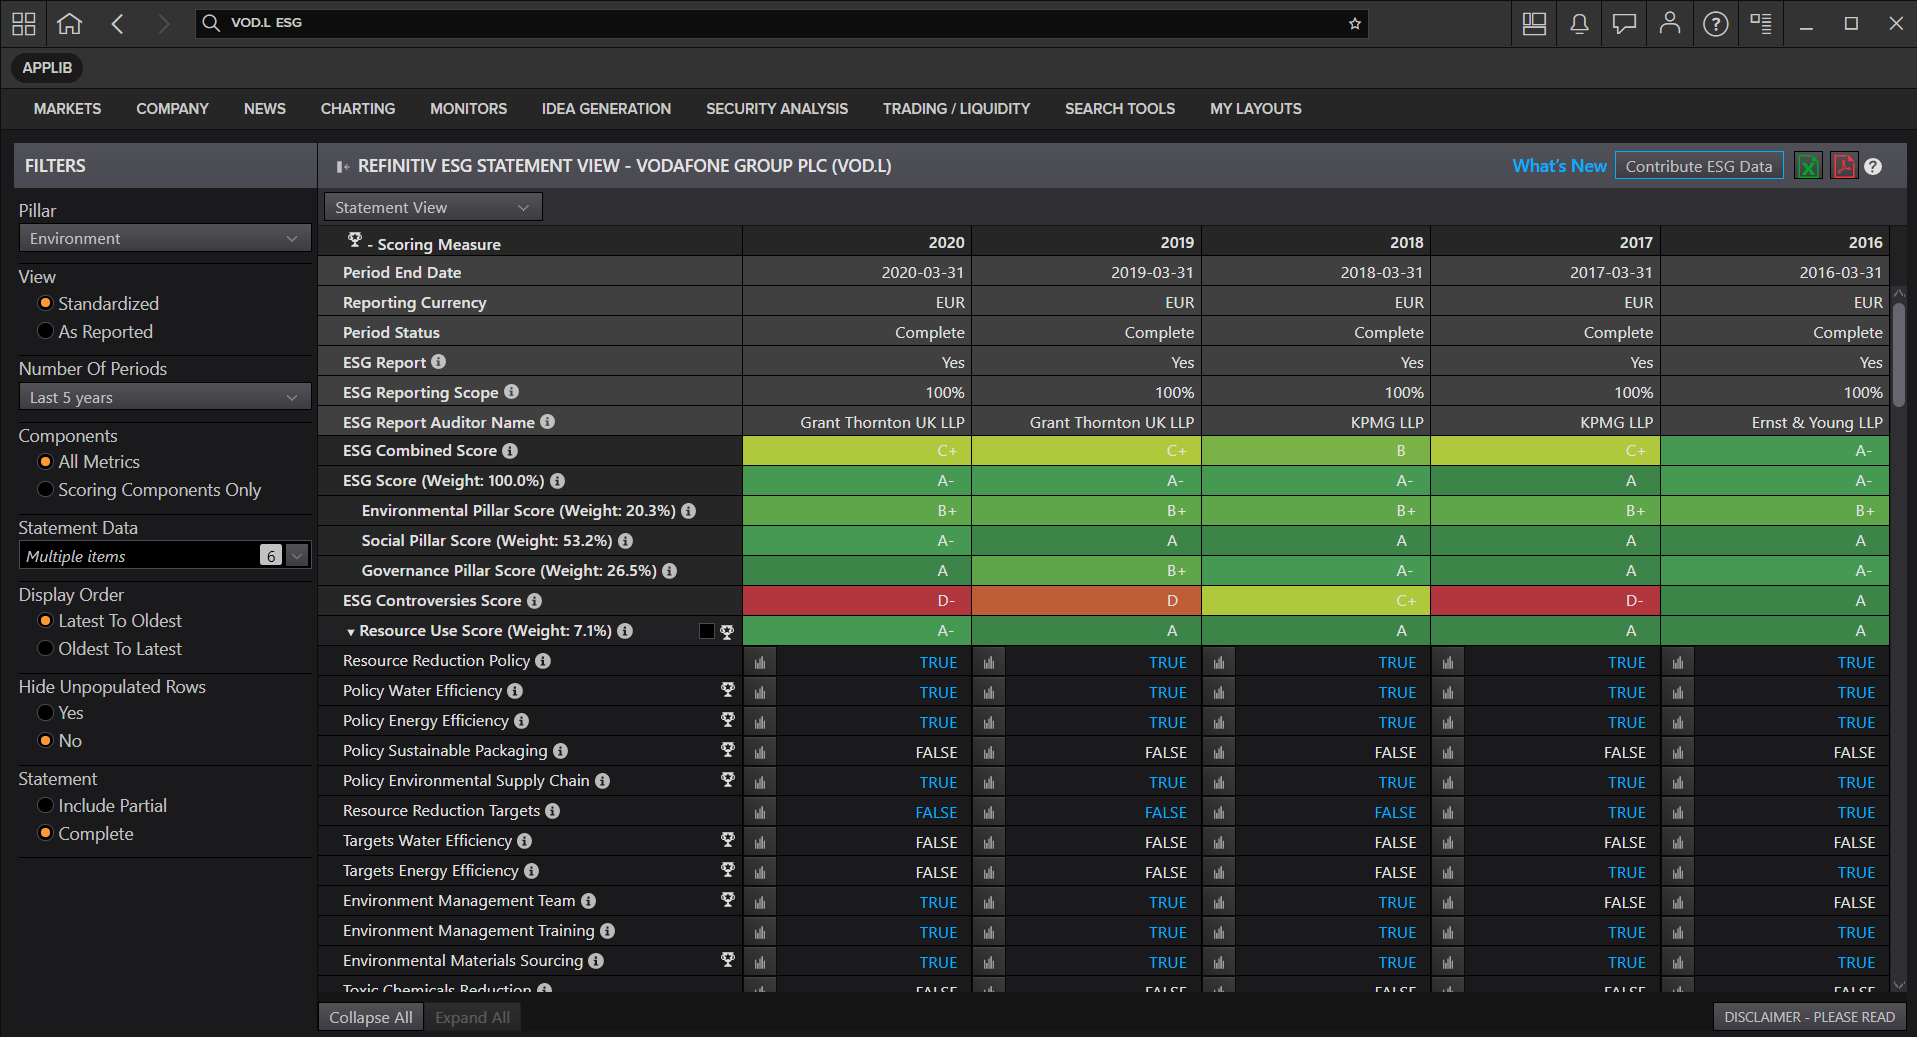 VOD.L ESG
APPLIB
MARKETS COMPANY NEWS CHARTING MONITORS IDEA GENERATION SECURITY ANALYSIS TRADING / LIQUIDITY SEARCH TOOLS MY LAYOUTS
FILTERS
Pillar
Environment
View
Standardized
As Reported
Number Of Periods
Last 5 years
Components
All Metrics
Scoring Components Only
Statement Data
Multiple items 6
Display Order
Latest To Oldest
Oldest To Latest
Hide Unpopulated Rows
Yes
No
Statement
Include Partial
Complete
REFINITIV ESG STATEMENT VIEW - VODAFONE GROUP PLC (VOD.L)
What's New Contribute ESG Data
Statement View
- Scoring Measure 2020 2019 2018 2017 2016
Period End Date 2020-03-31 2019-03-31 2018-03-31 2017-03-31 2016-03-31
Reporting Currency EUR EUR EUR EUR EUR
Period Status Complete Complete Complete Complete Complete
ESG Report Yes Yes Yes Yes Yes
ESG Reporting Scope 100% 100% 100% 100% 100%
ESG Report Auditor Name Grant Thornton UK LLP Grant Thornton UK LLP KPMG LLP KPMG LLP Ernst & Young LLP
ESG Combined Score C+ C+ B C+ A-
ESG Score (Weight: 100.0%) A- A- A- A A-
Environmental Pillar Score (Weight: 20.3%) B+ B+ B+ B+ B+
Social Pillar Score (Weight: 53.2%) A- A A A A
Governance Pillar Score (Weight: 26.5%) A B+ A- A A-
ESG Controversies Score D- D C+ D- A
Resource Use Score (Weight: 7.1%) A- A A A A
Resource Reduction Policy TRUE TRUE TRUE TRUE TRUE
Policy Water Efficiency TRUE TRUE TRUE TRUE TRUE
Policy Energy Efficiency TRUE TRUE TRUE TRUE TRUE
Policy Sustainable Packaging FALSE FALSE FALSE FALSE FALSE
Policy Environmental Supply Chain TRUE TRUE TRUE TRUE TRUE
Resource Reduction Targets FALSE FALSE FALSE TRUE TRUE
Targets Water Efficiency FALSE FALSE FALSE FALSE FALSE
Targets Energy Efficiency FALSE FALSE FALSE TRUE TRUE
Environment Management Team TRUE TRUE TRUE FALSE FALSE
Environment Management Training TRUE TRUE TRUE TRUE TRUE
Environmental Materials Sourcing TRUE TRUE TRUE TRUE TRUE
Toxic Chemicals Reduction FALSE FALSE FALSE FALSE FALSE
Collapse All Expand All
DISCLAIMER - PLEASE READ